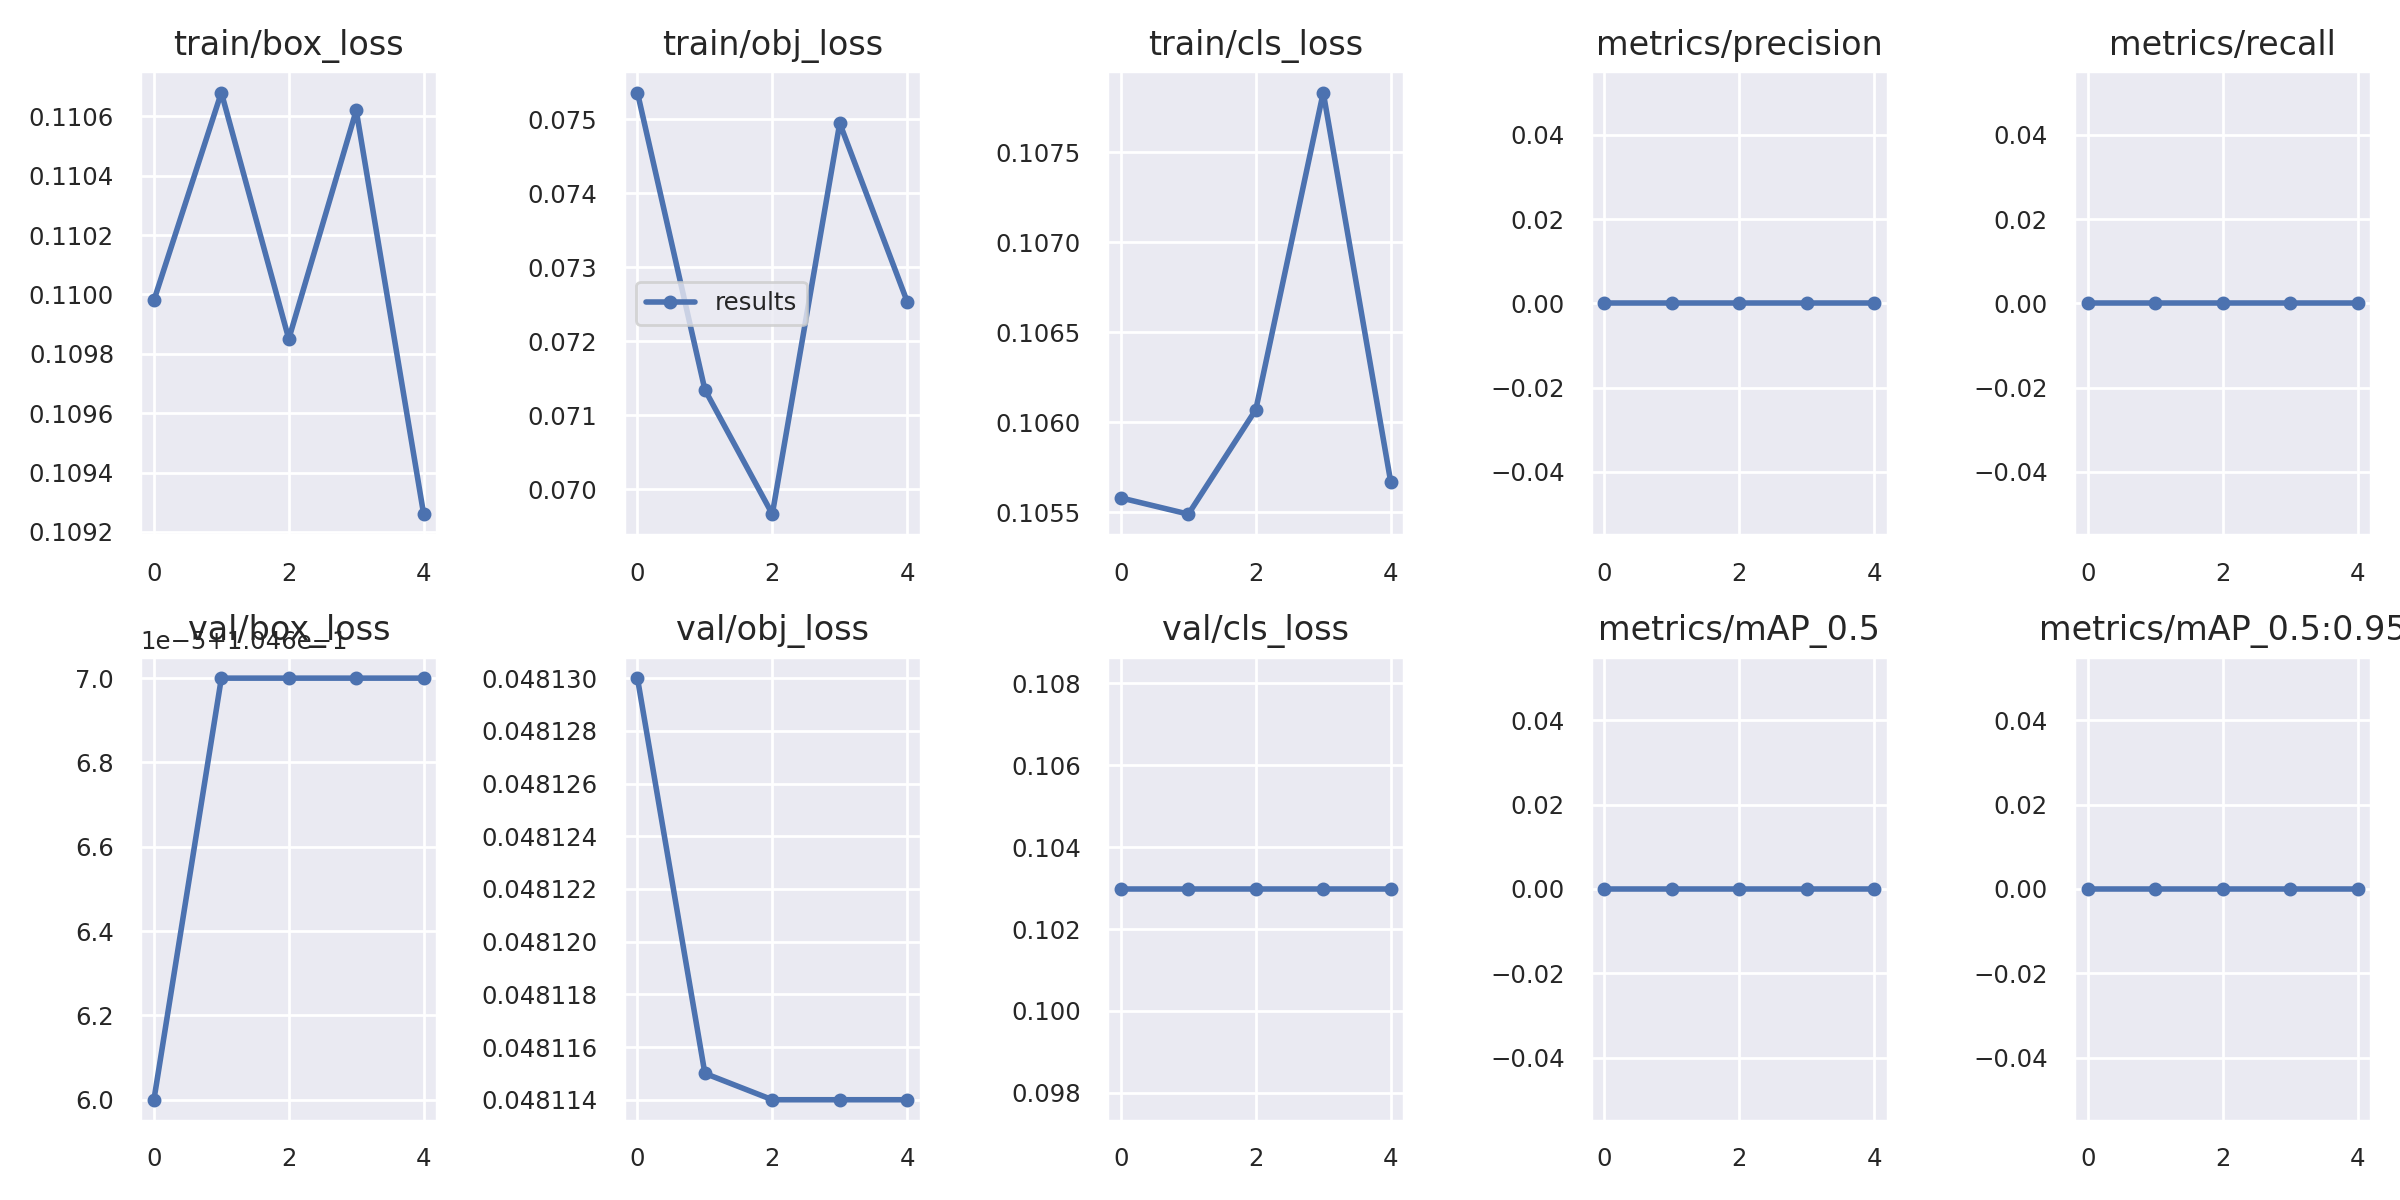 train/box_loss
0.1106
0.1104
0.1102
0.1100
0.1098
0.1096
0.1094
0.1092
0 2 4
train/obj_loss
0.075
0.074
0.073
0.072
0.071
0.070
results
0 2 4
train/cls_loss
0.1075
0.1070
0.1065
0.1060
0.1055
0 2 4
metrics/precision
0.04
0.02
0.00
−0.02
−0.04
0 2 4
metrics/recall
0.04
0.02
0.00
−0.02
−0.04
0 2 4
val/box_loss
1e−5+1.046e−1
7.0
6.8
6.6
6.4
6.2
6.0
0 2 4
val/obj_loss
0.048130
0.048128
0.048126
0.048124
0.048122
0.048120
0.048118
0.048116
0.048114
0 2 4
val/cls_loss
0.108
0.106
0.104
0.102
0.100
0.098
0 2 4
metrics/mAP_0.5
0.04
0.02
0.00
−0.02
−0.04
0 2 4
metrics/mAP_0.5:0.95
0.04
0.02
0.00
−0.02
−0.04
0 2 4